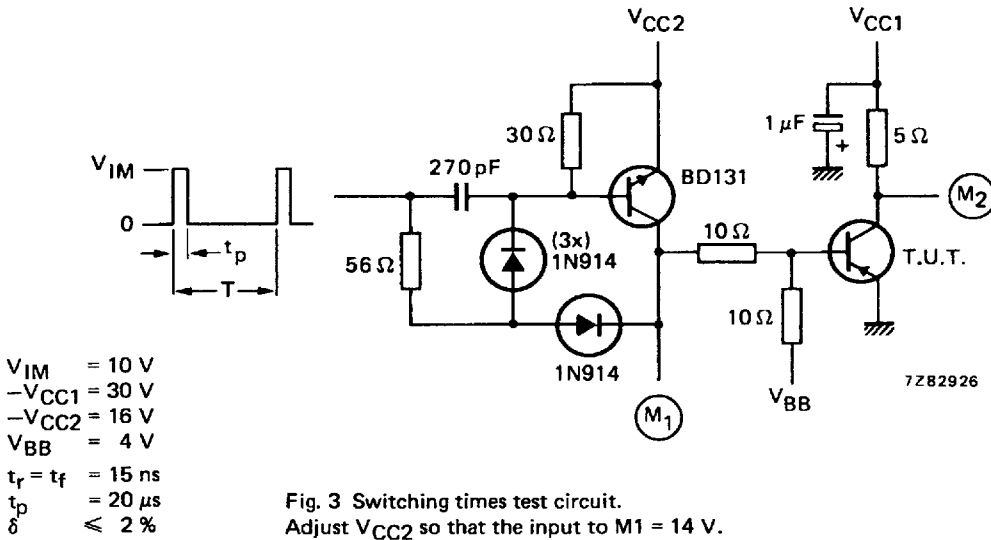 V_CC2
V_CC1
30 Ω
1 μF
+
5 Ω
V_IM
270 pF
BD131
M2
0
(3x)
1N914
10 Ω
T.U.T.
t_p
56 Ω
T
10 Ω
1N914
V_BB
7Z82926
M1
V_IM = 10 V
−V_CC1 = 30 V
−V_CC2 = 16 V
V_BB = 4 V
t_r = t_f = 15 ns
t_p = 20 μs
δ ⩽ 2 %
Fig. 3 Switching times test circuit.
Adjust V_CC2 so that the input to M1 = 14 V.